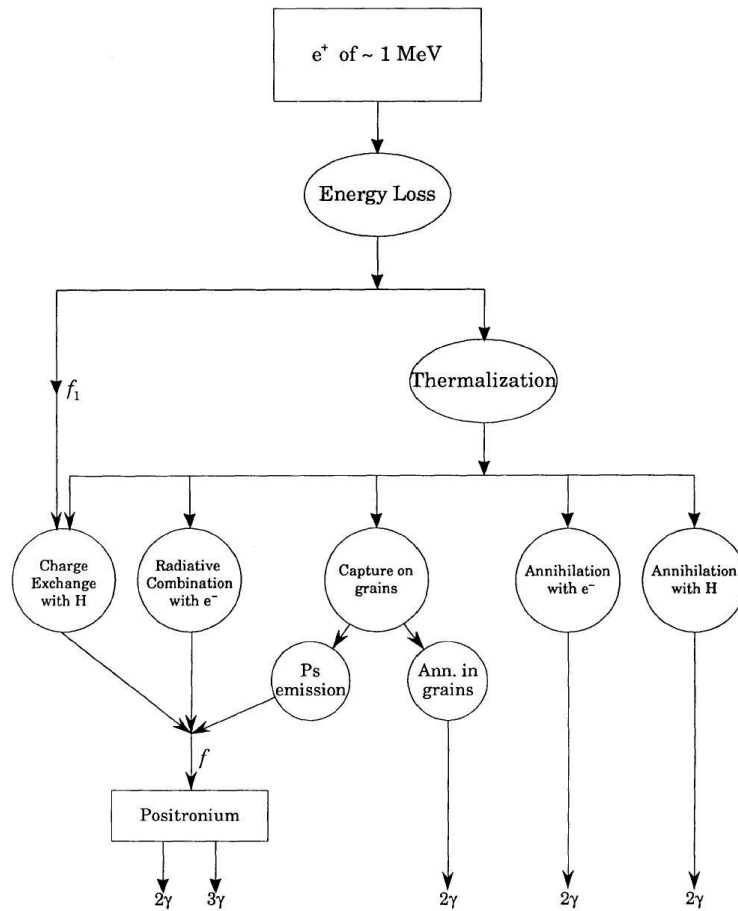 e⁺ of ~ 1 MeV
Energy Loss
f₁
Thermalization
Charge
Exchange
with H
Radiative
Combination
with e⁻
Capture on
grains
Annihilation
with e⁻
Annihilation
with H
Ps
emission
Ann. in
grains
f
Positronium
2γ
3γ
2γ
2γ
2γ